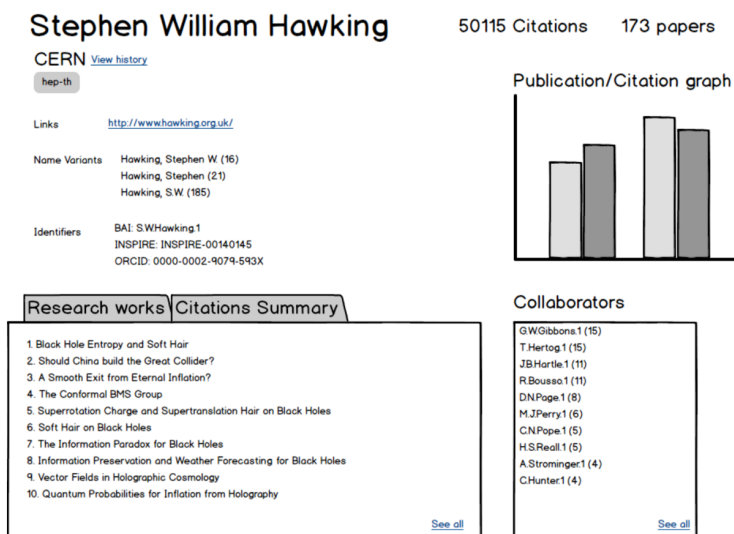 Stephen William Hawking
50115 Citations
173 papers
CERN View history
hep-th
Links http://www.hawking.org.uk/
Name Variants Hawking, Stephen W. (16)
Hawking, Stephen (21)
Hawking, S.W. (185)
Identifiers BAI: S.W.Hawking.1
INSPIRE: INSPIRE-00140145
ORCID: 0000-0002-9079-593X
Publication/Citation graph
Research works
Citations Summary
1. Black Hole Entropy and Soft Hair
2. Should China build the Great Collider?
3. A Smooth Exit from Eternal Inflation?
4. The Conformal BMS Group
5. Superrotation Charge and Supertranslation Hair on Black Holes
6. Soft Hair on Black Holes
7. The Information Paradox for Black Holes
8. Information Preservation and Weather Forecasting for Black Holes
9. Vector Fields in Holographic Cosmology
10. Quantum Probabilities for Inflation from Holography
See all
Collaborators
G.W.Gibbons.1 (15)
T.Hertog.1 (15)
J.B.Hartle.1 (11)
R.Bousso.1 (11)
D.N.Page.1 (8)
M.J.Perry.1 (6)
C.N.Pope.1 (5)
H.S.Reall.1 (5)
A.Strominger.1 (4)
C.Hunter.1 (4)
See all